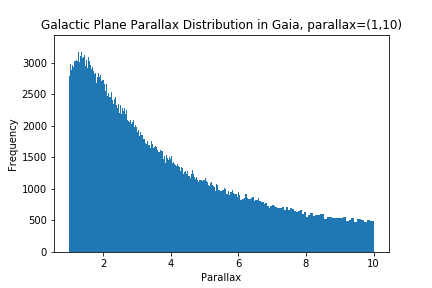 Galactic Plane Parallax Distribution in Gaia, parallax=(1,10)
3000
2500
2000
1500
1000
500
0
Frequency
2 4 6 8 10
Parallax